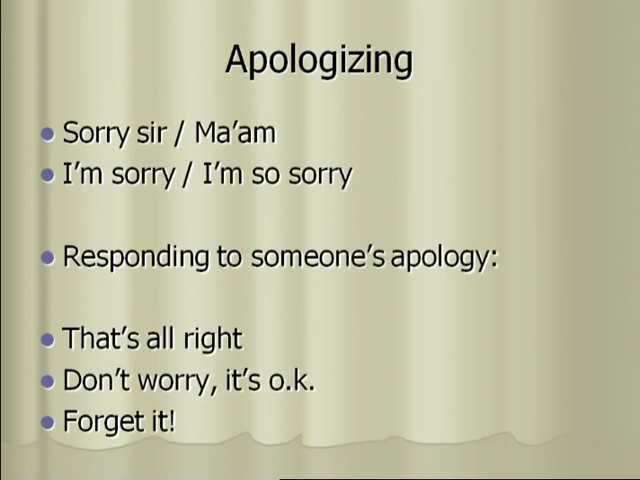 Apologizing
Sorry sir / Ma'am
I'm sorry / I'm so sorry
Responding to someone's apology:
That's all right
Don't worry, it's o.k.
Forget it!